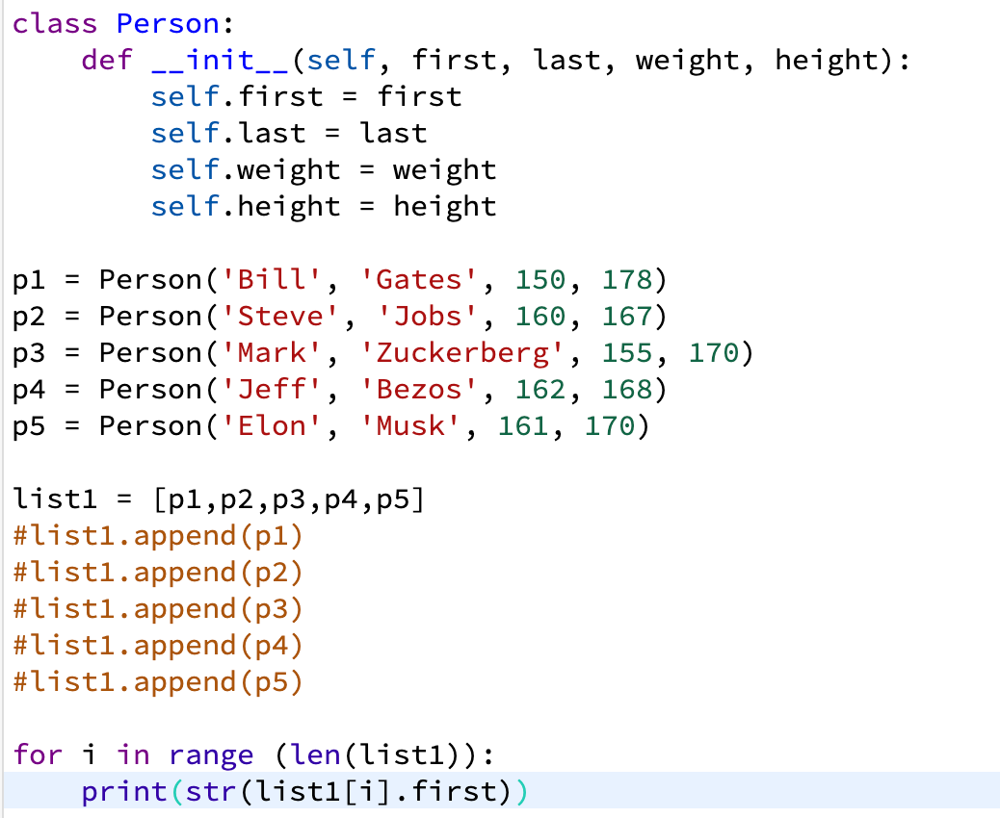 class Person:
    def __init__(self, first, last, weight, height):
        self.first = first
        self.last = last
        self.weight = weight
        self.height = height
p1 = Person('Bill', 'Gates', 150, 178)
p2 = Person('Steve', 'Jobs', 160, 167)
p3 = Person('Mark', 'Zuckerberg', 155, 170)
p4 = Person('Jeff', 'Bezos', 162, 168)
p5 = Person('Elon', 'Musk', 161, 170)
list1 = [p1,p2,p3,p4,p5]
#list1.append(p1)
#list1.append(p2)
#list1.append(p3)
#list1.append(p4)
#list1.append(p5)
for i in range (len(list1)):
    print(str(list1[i].first))